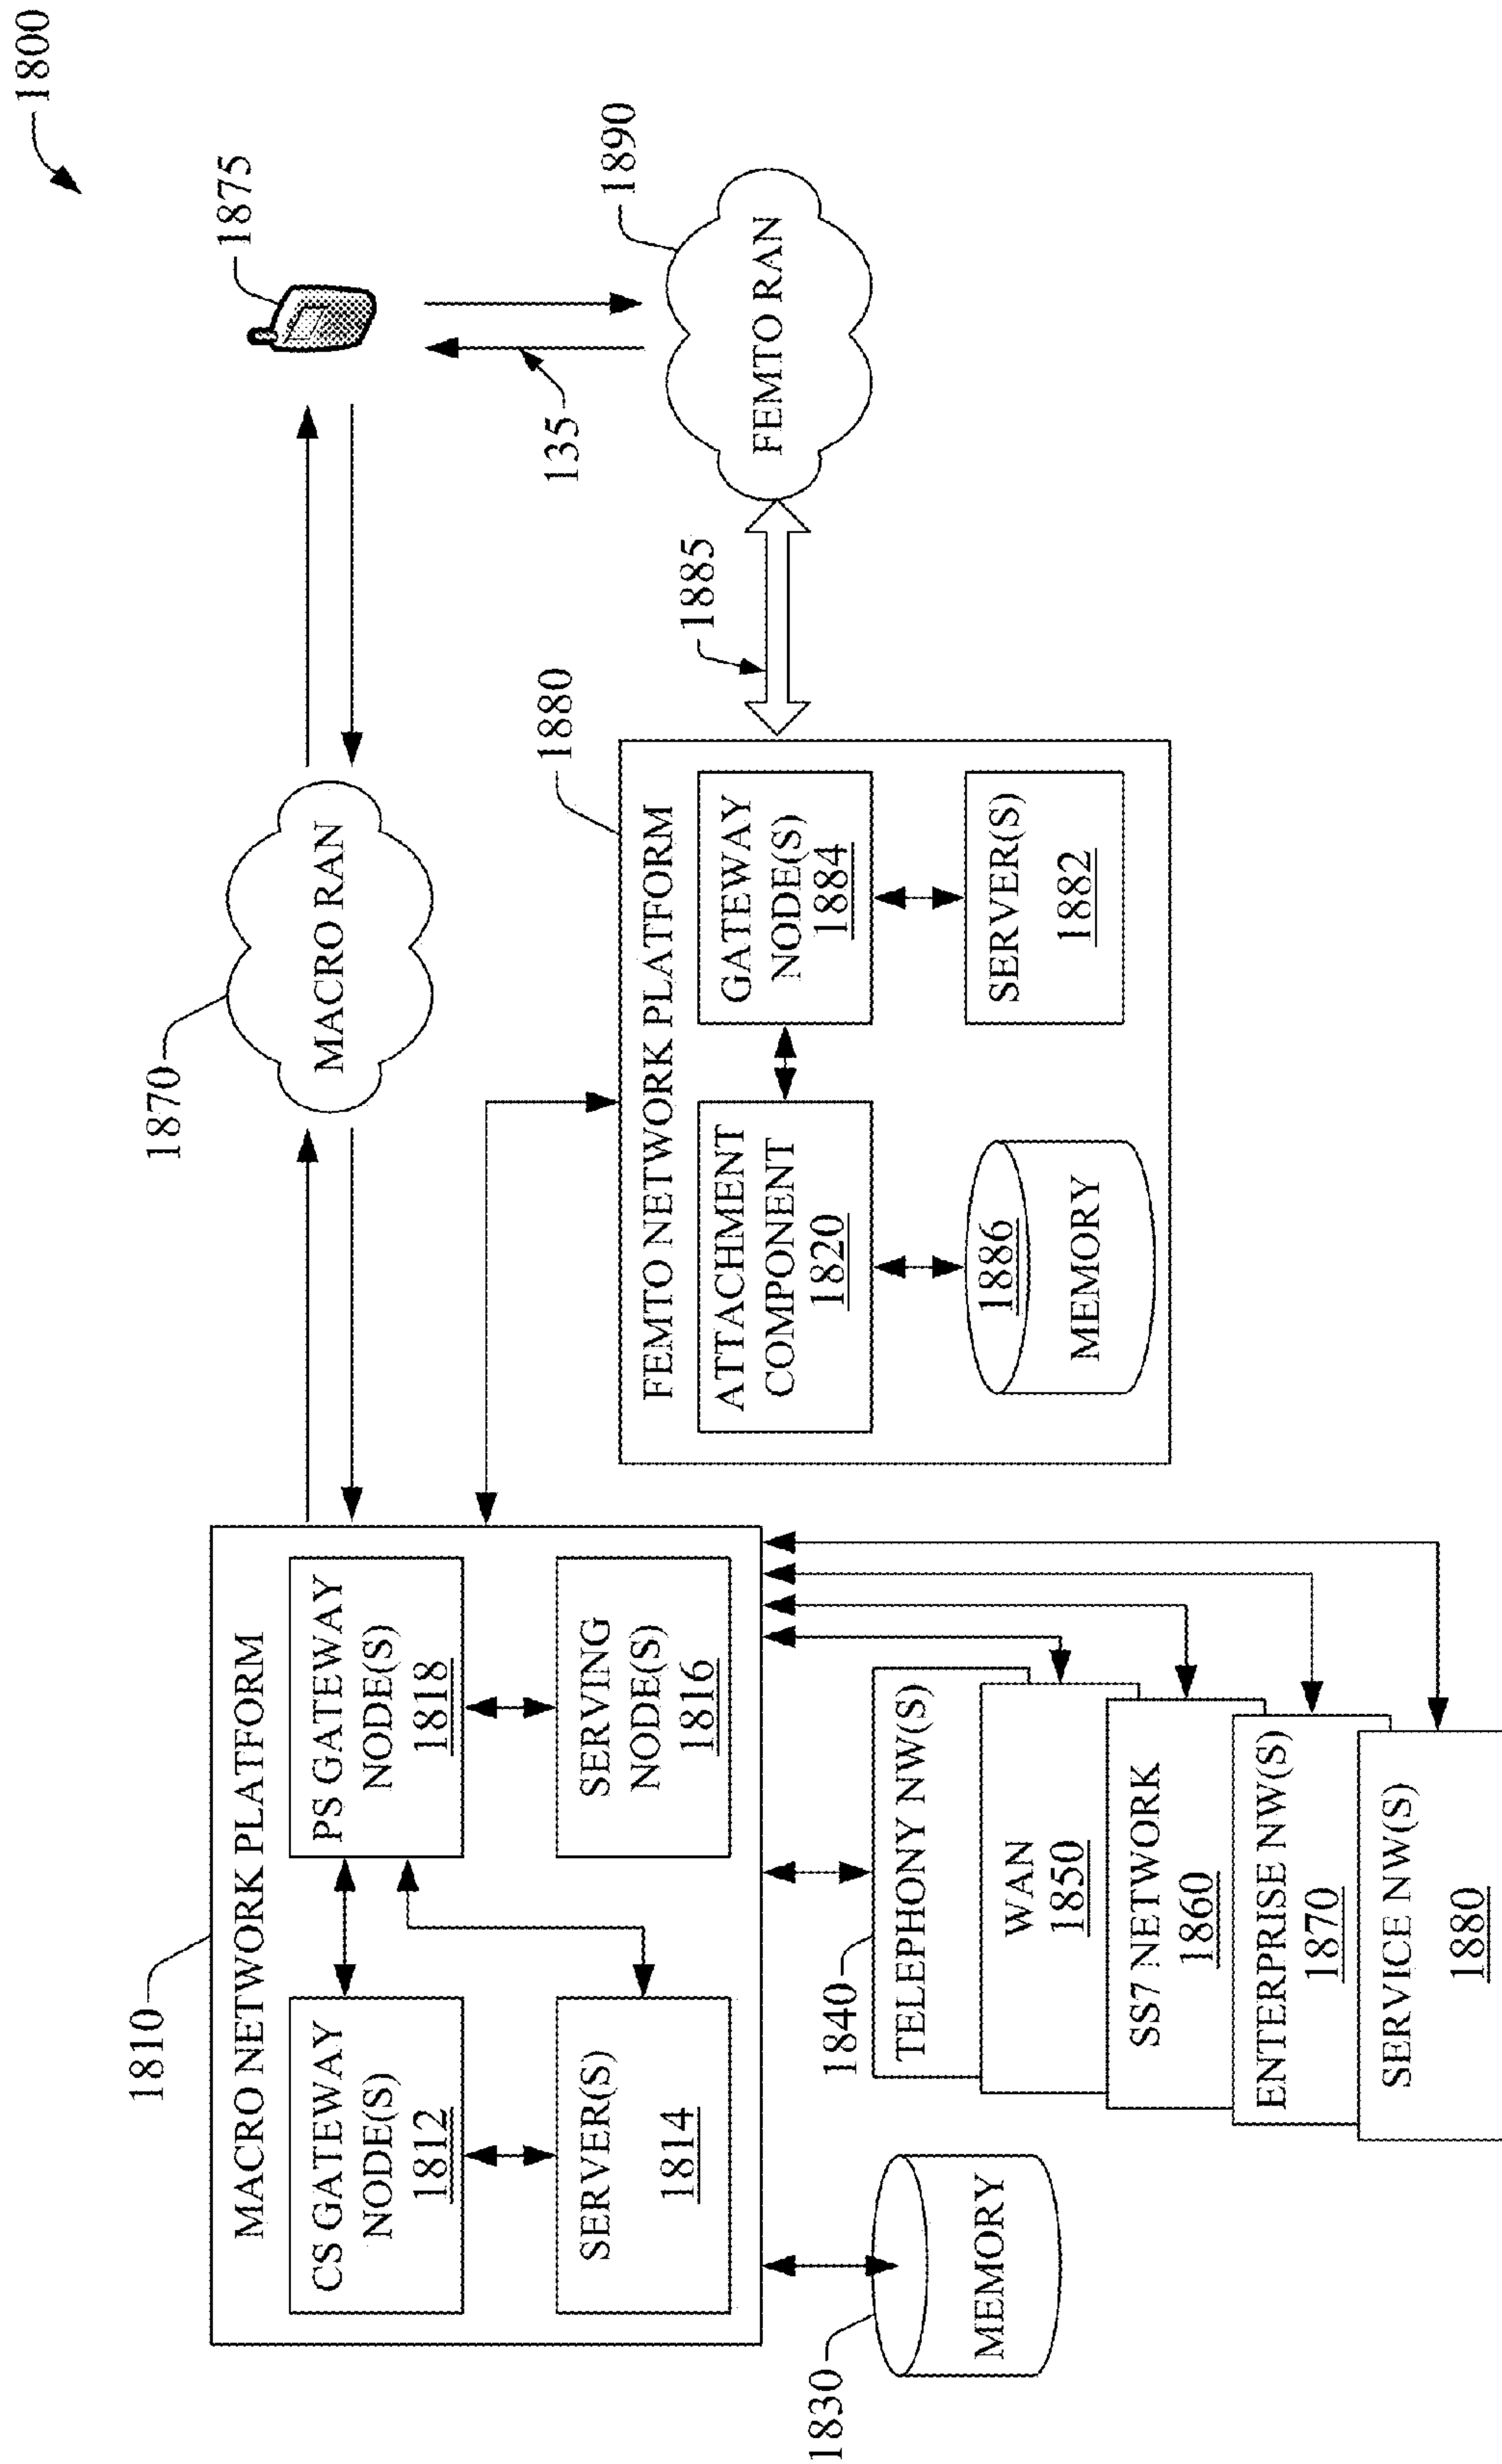 1800
1810
MACRO NETWORK PLATFORM
CS GATEWAY
NODE(S)
1812
PS GATEWAY
NODE(S)
1818
SERVER(S)
1814
SERVING
NODE(S)
1816
1870
MACRO RAN
1875
135
1890
FEMTO RAN
1885
1880
FEMTO NETWORK PLATFORM
ATTACHMENT
COMPONENT
1820
GATEWAY
NODE(S)
1884
1886
MEMORY
SERVER(S)
1882
1830
MEMORY
1840
TELEPHONY NW(S)
WAN
1850
SS7 NETWORK
1860
ENTERPRISE NW(S)
1870
SERVICE NW(S)
1880